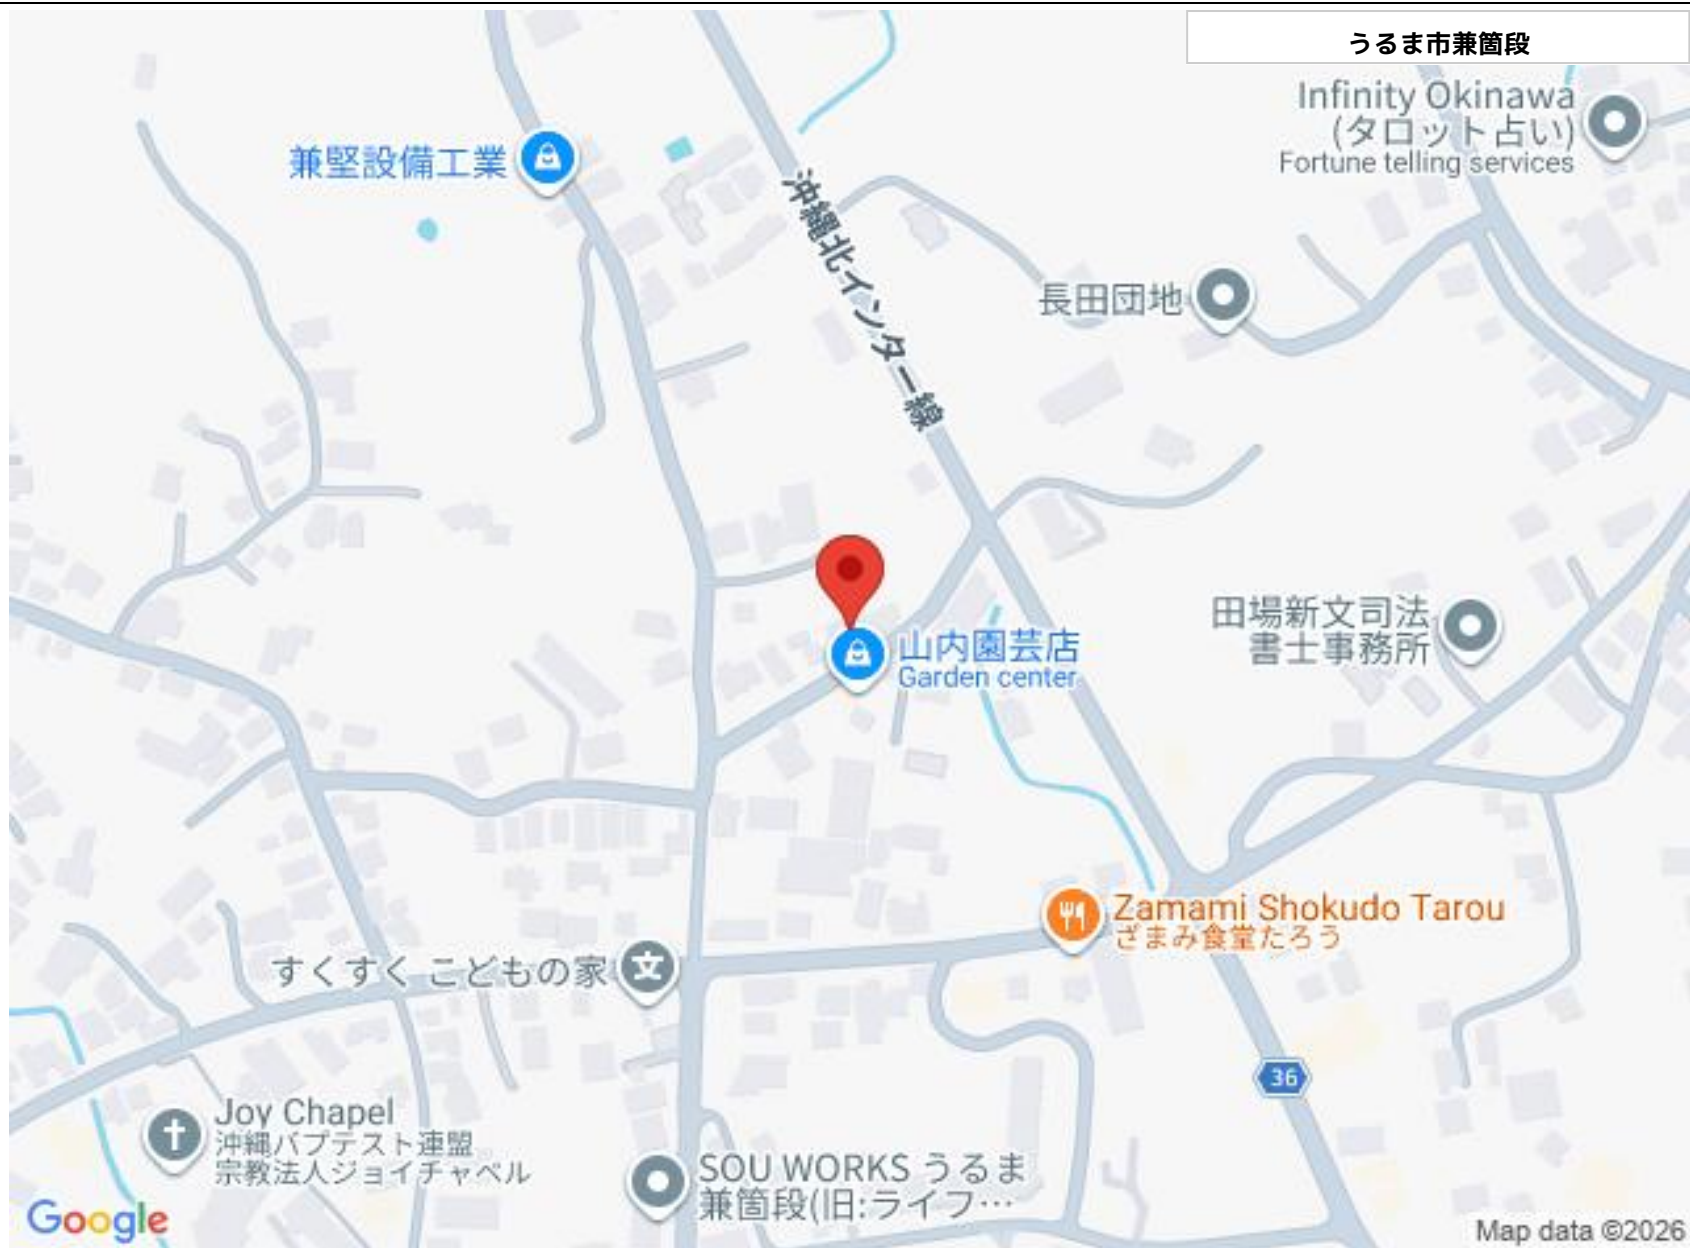 うるま市兼箇段
Infinity Okinawa
(タロット占い)
Fortune telling services
兼堅設備工業
沖縄北インター線
長田団地
田場新文司法
書士事務所
山内園芸店
Garden center
Zamami Shokudo Tarou
ざまみ食堂たろう
すくすく こどもの家
36
Joy Chapel
沖縄バプテスト連盟
宗教法人ジョイチャペル
SOU WORKS うるま
兼箇段(旧:ライフ…
Google
Map data ©2026